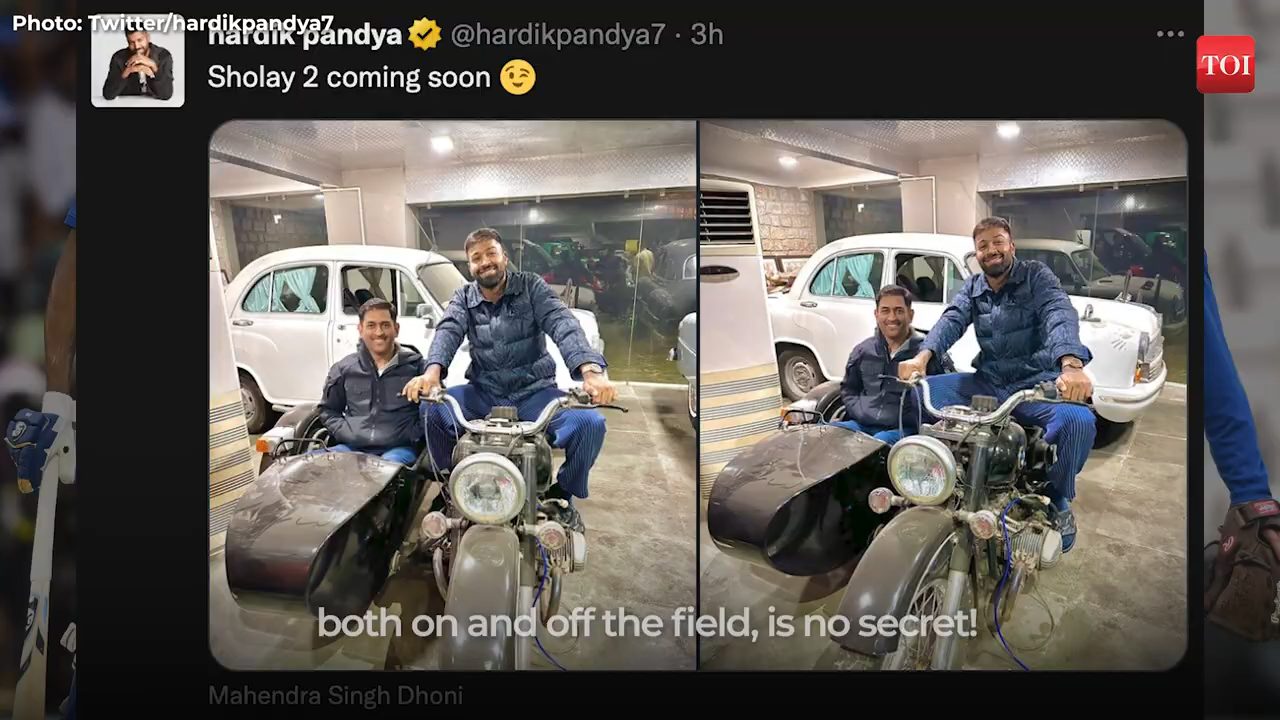 Photo: Twitter/hardikpandya7
hardik pandya @hardikpandya7 · 3h
TOI
Sholay 2 coming soon 😉
both on and off the field, is no secret!
Mahendra Singh Dhoni